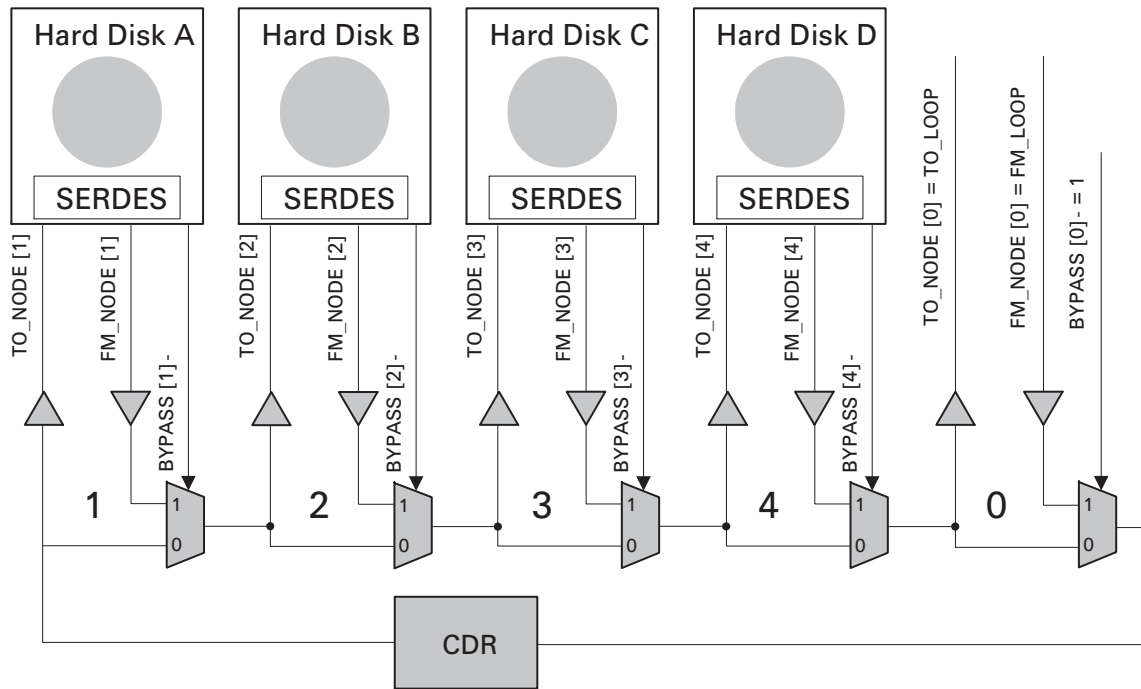 Hard Disk A
Hard Disk B
Hard Disk C
Hard Disk D
SERDES
SERDES
SERDES
SERDES
TO_NODE [1]
FM_NODE [1]
BYPASS [1]-
TO_NODE [2]
FM_NODE [2]
BYPASS [2]-
TO_NODE [3]
FM_NODE [3]
BYPASS [3]-
TO_NODE [4]
FM_NODE [4]
BYPASS [4]-
TO_NODE [0] = TO_LOOP
FM_NODE [0] = FM_LOOP
BYPASS [0]- = 1
1
1
0
2
1
0
3
1
0
4
1
0
0
1
0
CDR